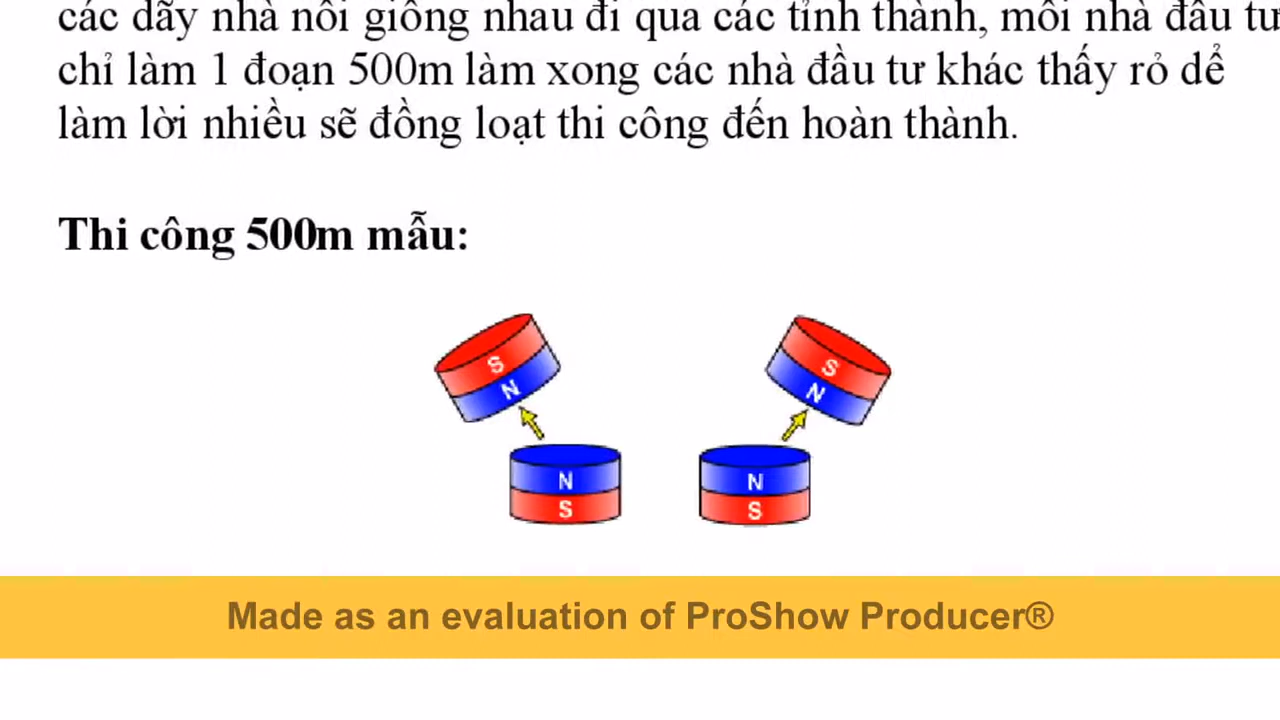 các dãy nhà nối giống nhau đi qua các tỉnh thành, mỗi nhà đầu tư
chỉ làm 1 đoạn 500m làm xong các nhà đầu tư khác thấy rỏ dể
làm lời nhiều sẽ đồng loạt thi công đến hoàn thành.
Thi công 500m mẫu:
S
N
S
N
N
S
N
S
Made as an evaluation of ProShow Producer®